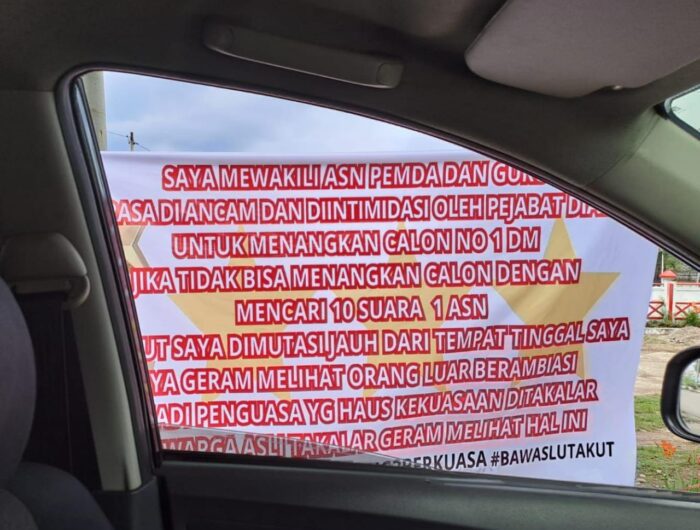 SAYA MEWAKILI ASN PEMDA DAN
DI ANCAM DAN DIINTIMIDASI OLEH PEJABAT
UNTUK MENANGKAN CALON NO 1 DM
JIKA TIDAK BISA MENANGKAN CALON DENGAN
MENCARI 10 SUARA 1 ASN
SAYA DIMUTASI JAUH DARI TEMPAT TINGGAL SAYA
GERAM MELIHAT ORANG LUAR BERAMBIASI
PENGUASA YG HAUS KEKUASAAN DITAKALAR
WARGA ASLI TAKALAR GERAM MELIHAT HAL INI
BERKUASA #BAWASLUTAKUT